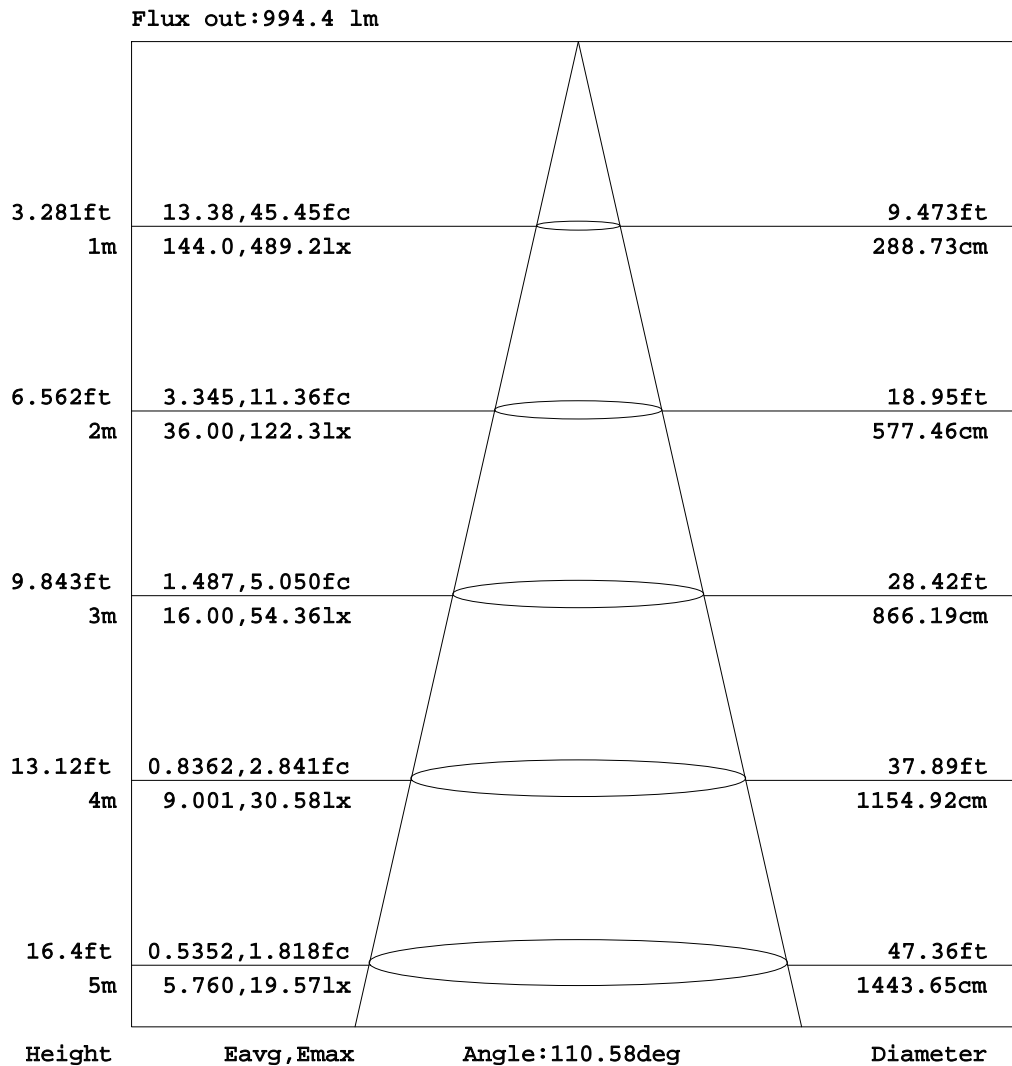 Flux out:994.4 lm
3.281ft 13.38,45.45fc 9.473ft
1m 144.0,489.2lx 288.73cm
6.562ft 3.345,11.36fc 18.95ft
2m 36.00,122.3lx 577.46cm
9.843ft 1.487,5.050fc 28.42ft
3m 16.00,54.36lx 866.19cm
13.12ft 0.8362,2.841fc 37.89ft
4m 9.001,30.58lx 1154.92cm
16.4ft 0.5352,1.818fc 47.36ft
5m 5.760,19.57lx 1443.65cm
Height Eavg,Emax Angle:110.58deg Diameter